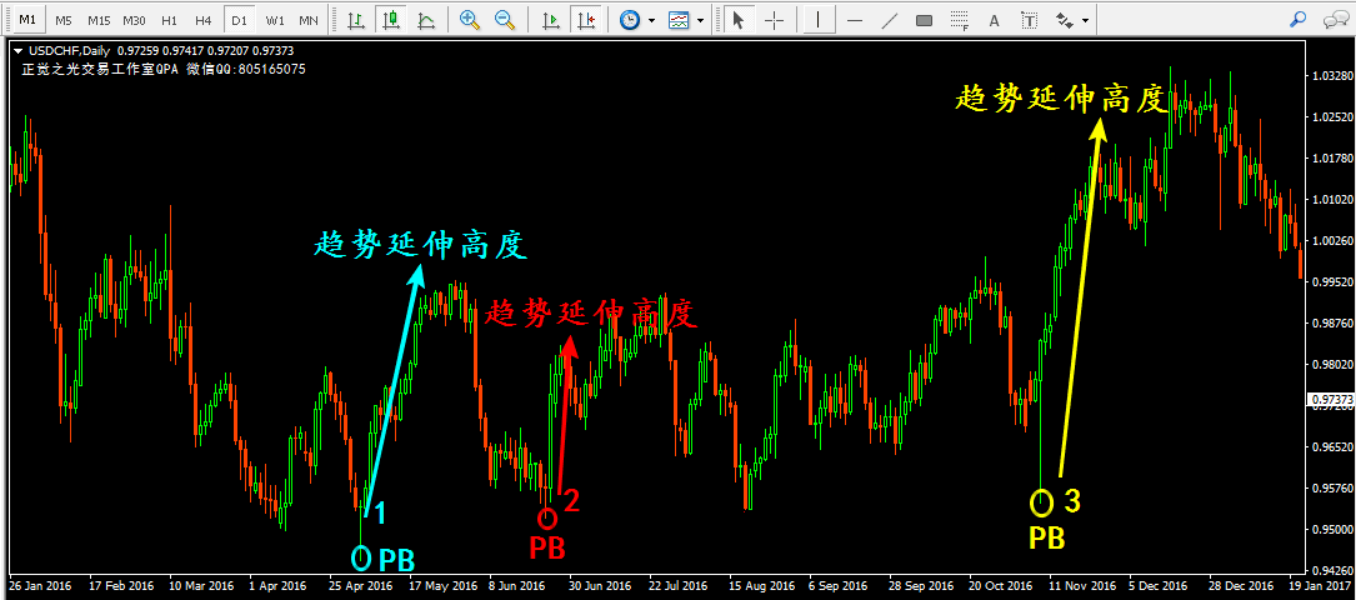 M1 M5 M15 M30 H1 H4 D1 W1 MN
USDCHF,Daily 0.97259 0.97417 0.97207 0.97373
正觉之光交易工作室QPA 微信QQ:805165075
趋势延伸高度
趋势延伸高度
趋势延伸高度
1
2
3
PB
PB
PB
1.03280
1.02520
1.01780
1.01020
1.00260
0.99520
0.98760
0.98020
0.97373
0.96520
0.95760
0.95000
0.94260
26 Jan 2016 17 Feb 2016 10 Mar 2016 1 Apr 2016 25 Apr 2016 17 May 2016 8 Jun 2016 30 Jun 2016 22 Jul 2016 15 Aug 2016 6 Sep 2016 28 Sep 2016 20 Oct 2016 11 Nov 2016 5 Dec 2016 28 Dec 2016 19 Jan 2017